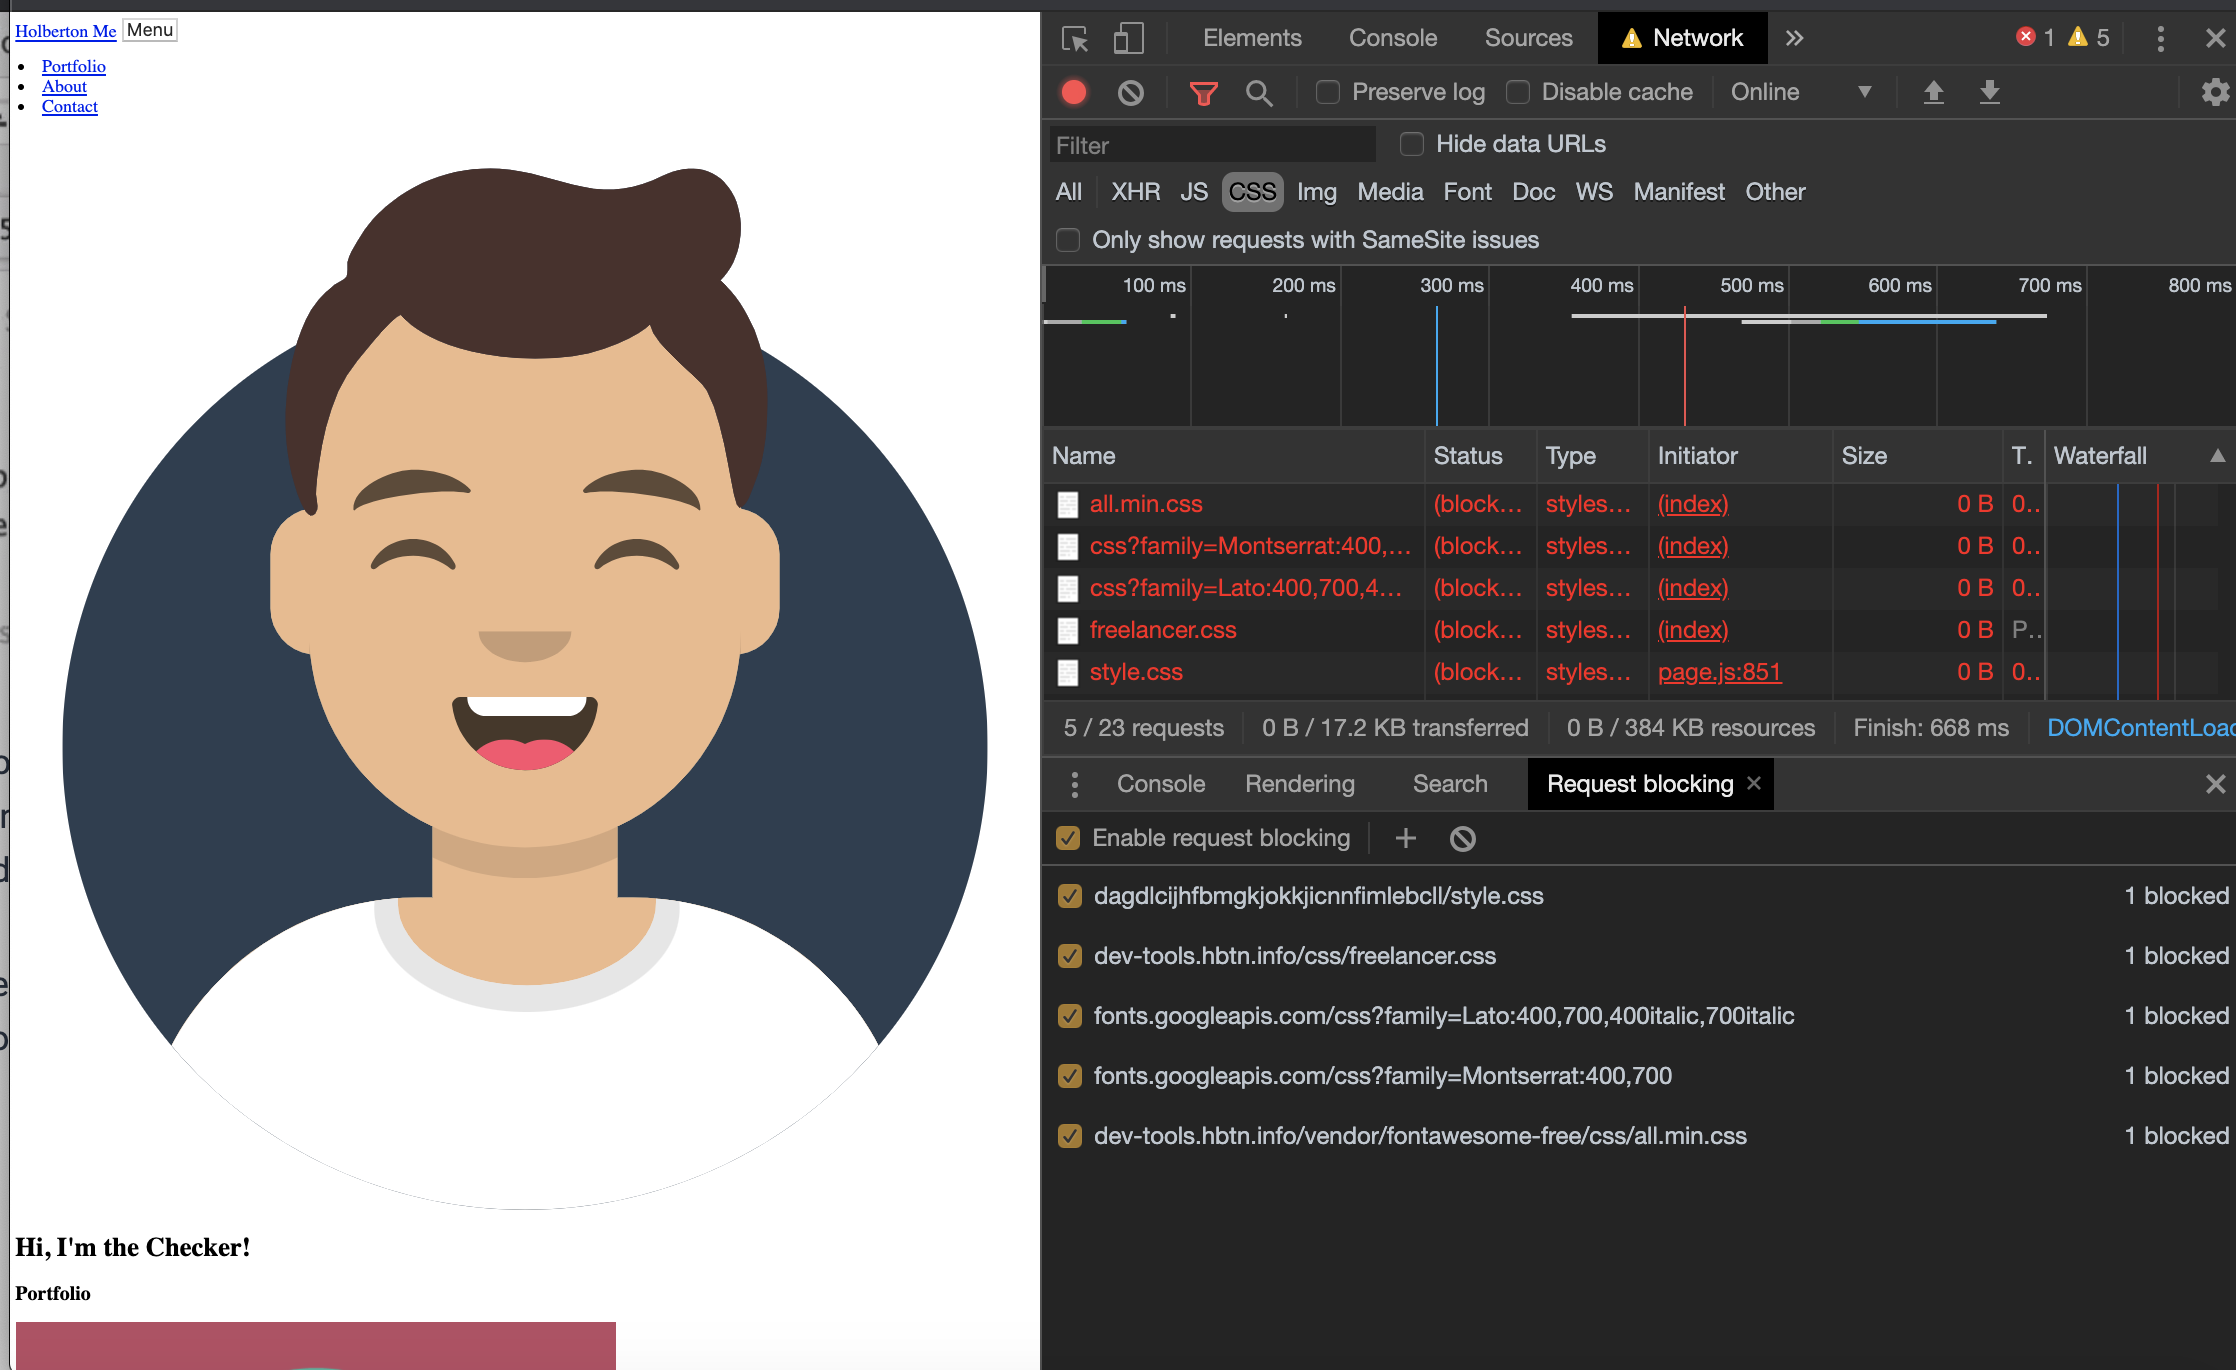 Holberton Me Menu
Portfolio
About
Contact
Hi, I'm the Checker!
Portfolio
Elements Console Sources Network 1 5
Preserve log Disable cache Online
Filter Hide data URLs
All XHR JS CSS Img Media Font Doc WS Manifest Other
Only show requests with SameSite issues
100 ms 200 ms 300 ms 400 ms 500 ms 600 ms 700 ms 800 ms
Name Status Type Initiator Size T. Waterfall
all.min.css (block… styles… (index) 0 B 0..
css?family=Montserrat:400,… (block… styles… (index) 0 B 0..
css?family=Lato:400,700,4… (block… styles… (index) 0 B 0..
freelancer.css (block… styles… (index) 0 B P..
style.css (block… styles… page.js:851 0 B 0..
5 / 23 requests 0 B / 17.2 KB transferred 0 B / 384 KB resources Finish: 668 ms DOMContentLoad
Console Rendering Search Request blocking
Enable request blocking
dagdlcijhfbmgkjokkjicnnfimlebcll/style.css 1 blocked
dev-tools.hbtn.info/css/freelancer.css 1 blocked
fonts.googleapis.com/css?family=Lato:400,700,400italic,700italic 1 blocked
fonts.googleapis.com/css?family=Montserrat:400,700 1 blocked
dev-tools.hbtn.info/vendor/fontawesome-free/css/all.min.css 1 blocked